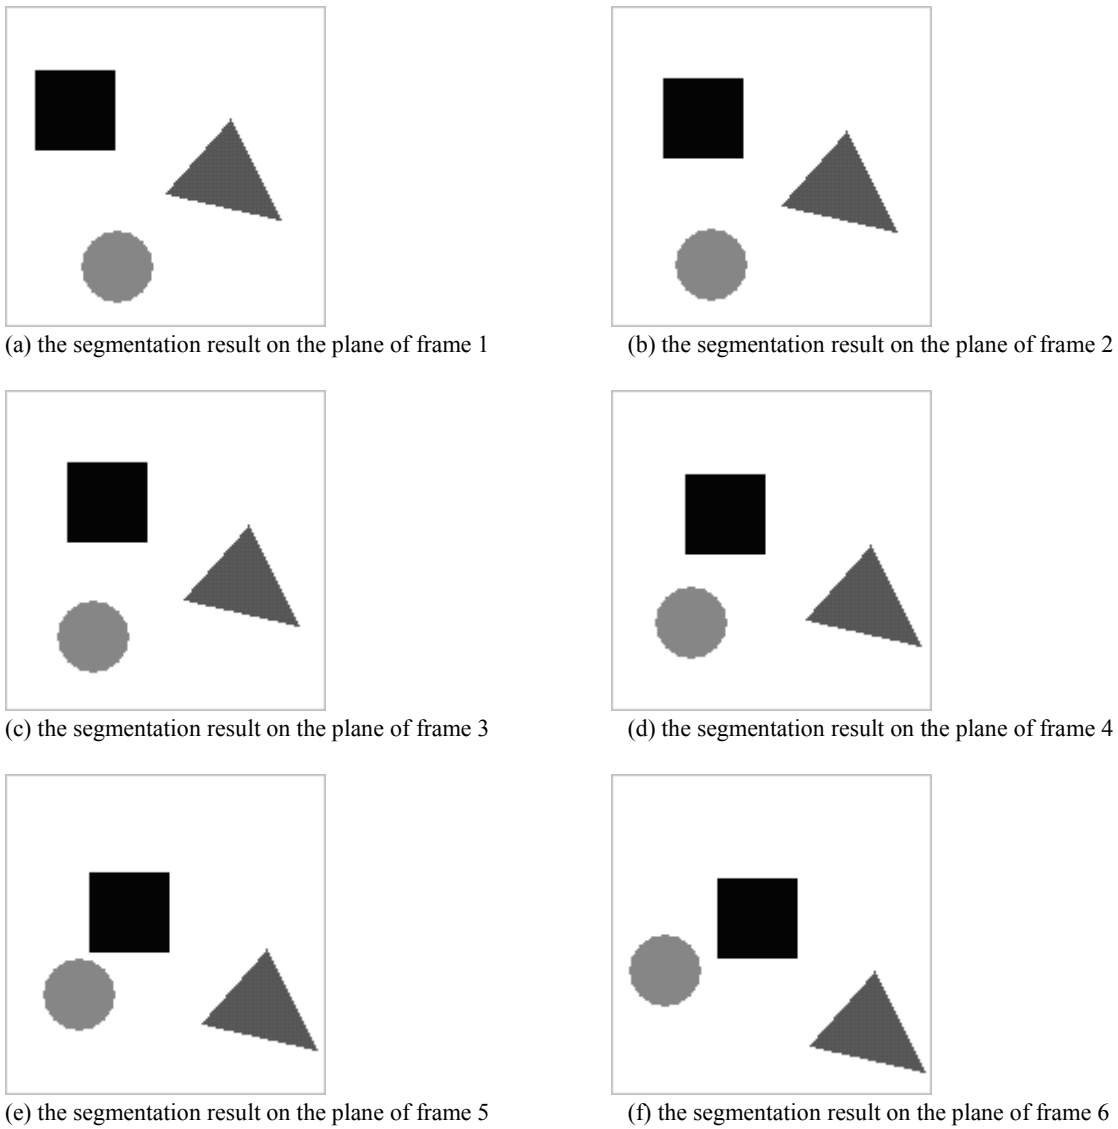 (a) the segmentation result on the plane of frame 1
(b) the segmentation result on the plane of frame 2
(c) the segmentation result on the plane of frame 3
(d) the segmentation result on the plane of frame 4
(e) the segmentation result on the plane of frame 5
(f) the segmentation result on the plane of frame 6